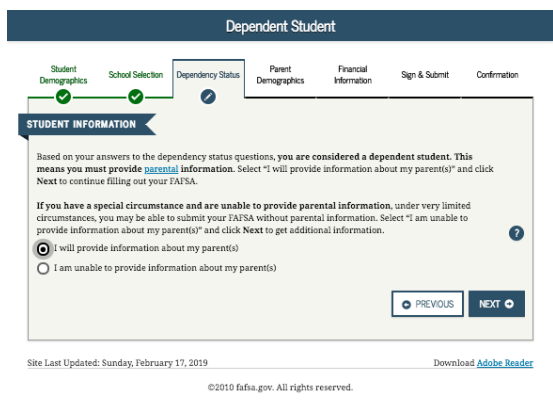 Dependent Student
Student
Demographics
School Selection
Dependency Status
Parent
Demographics
Financial
Information
Sign & Submit
Confirmation
STUDENT INFORMATION
Based on your answers to the dependency status questions, you are considered a dependent student. This
means you must provide parental information. Select "I will provide information about my parent(s)" and click
Next to continue filling out your FAFSA.
If you have a special circumstance and are unable to provide parental information, under very limited
circumstances, you may be able to submit your FAFSA without parental information. Select "I am unable to
provide information about my parent(s)" and click Next to get additional information.
?
I will provide information about my parent(s)
I am unable to provide information about my parent(s)
PREVIOUS
NEXT
Site Last Updated: Sunday, February 17, 2019
Download Adobe Reader
©2010 fafsa.gov. All rights reserved.